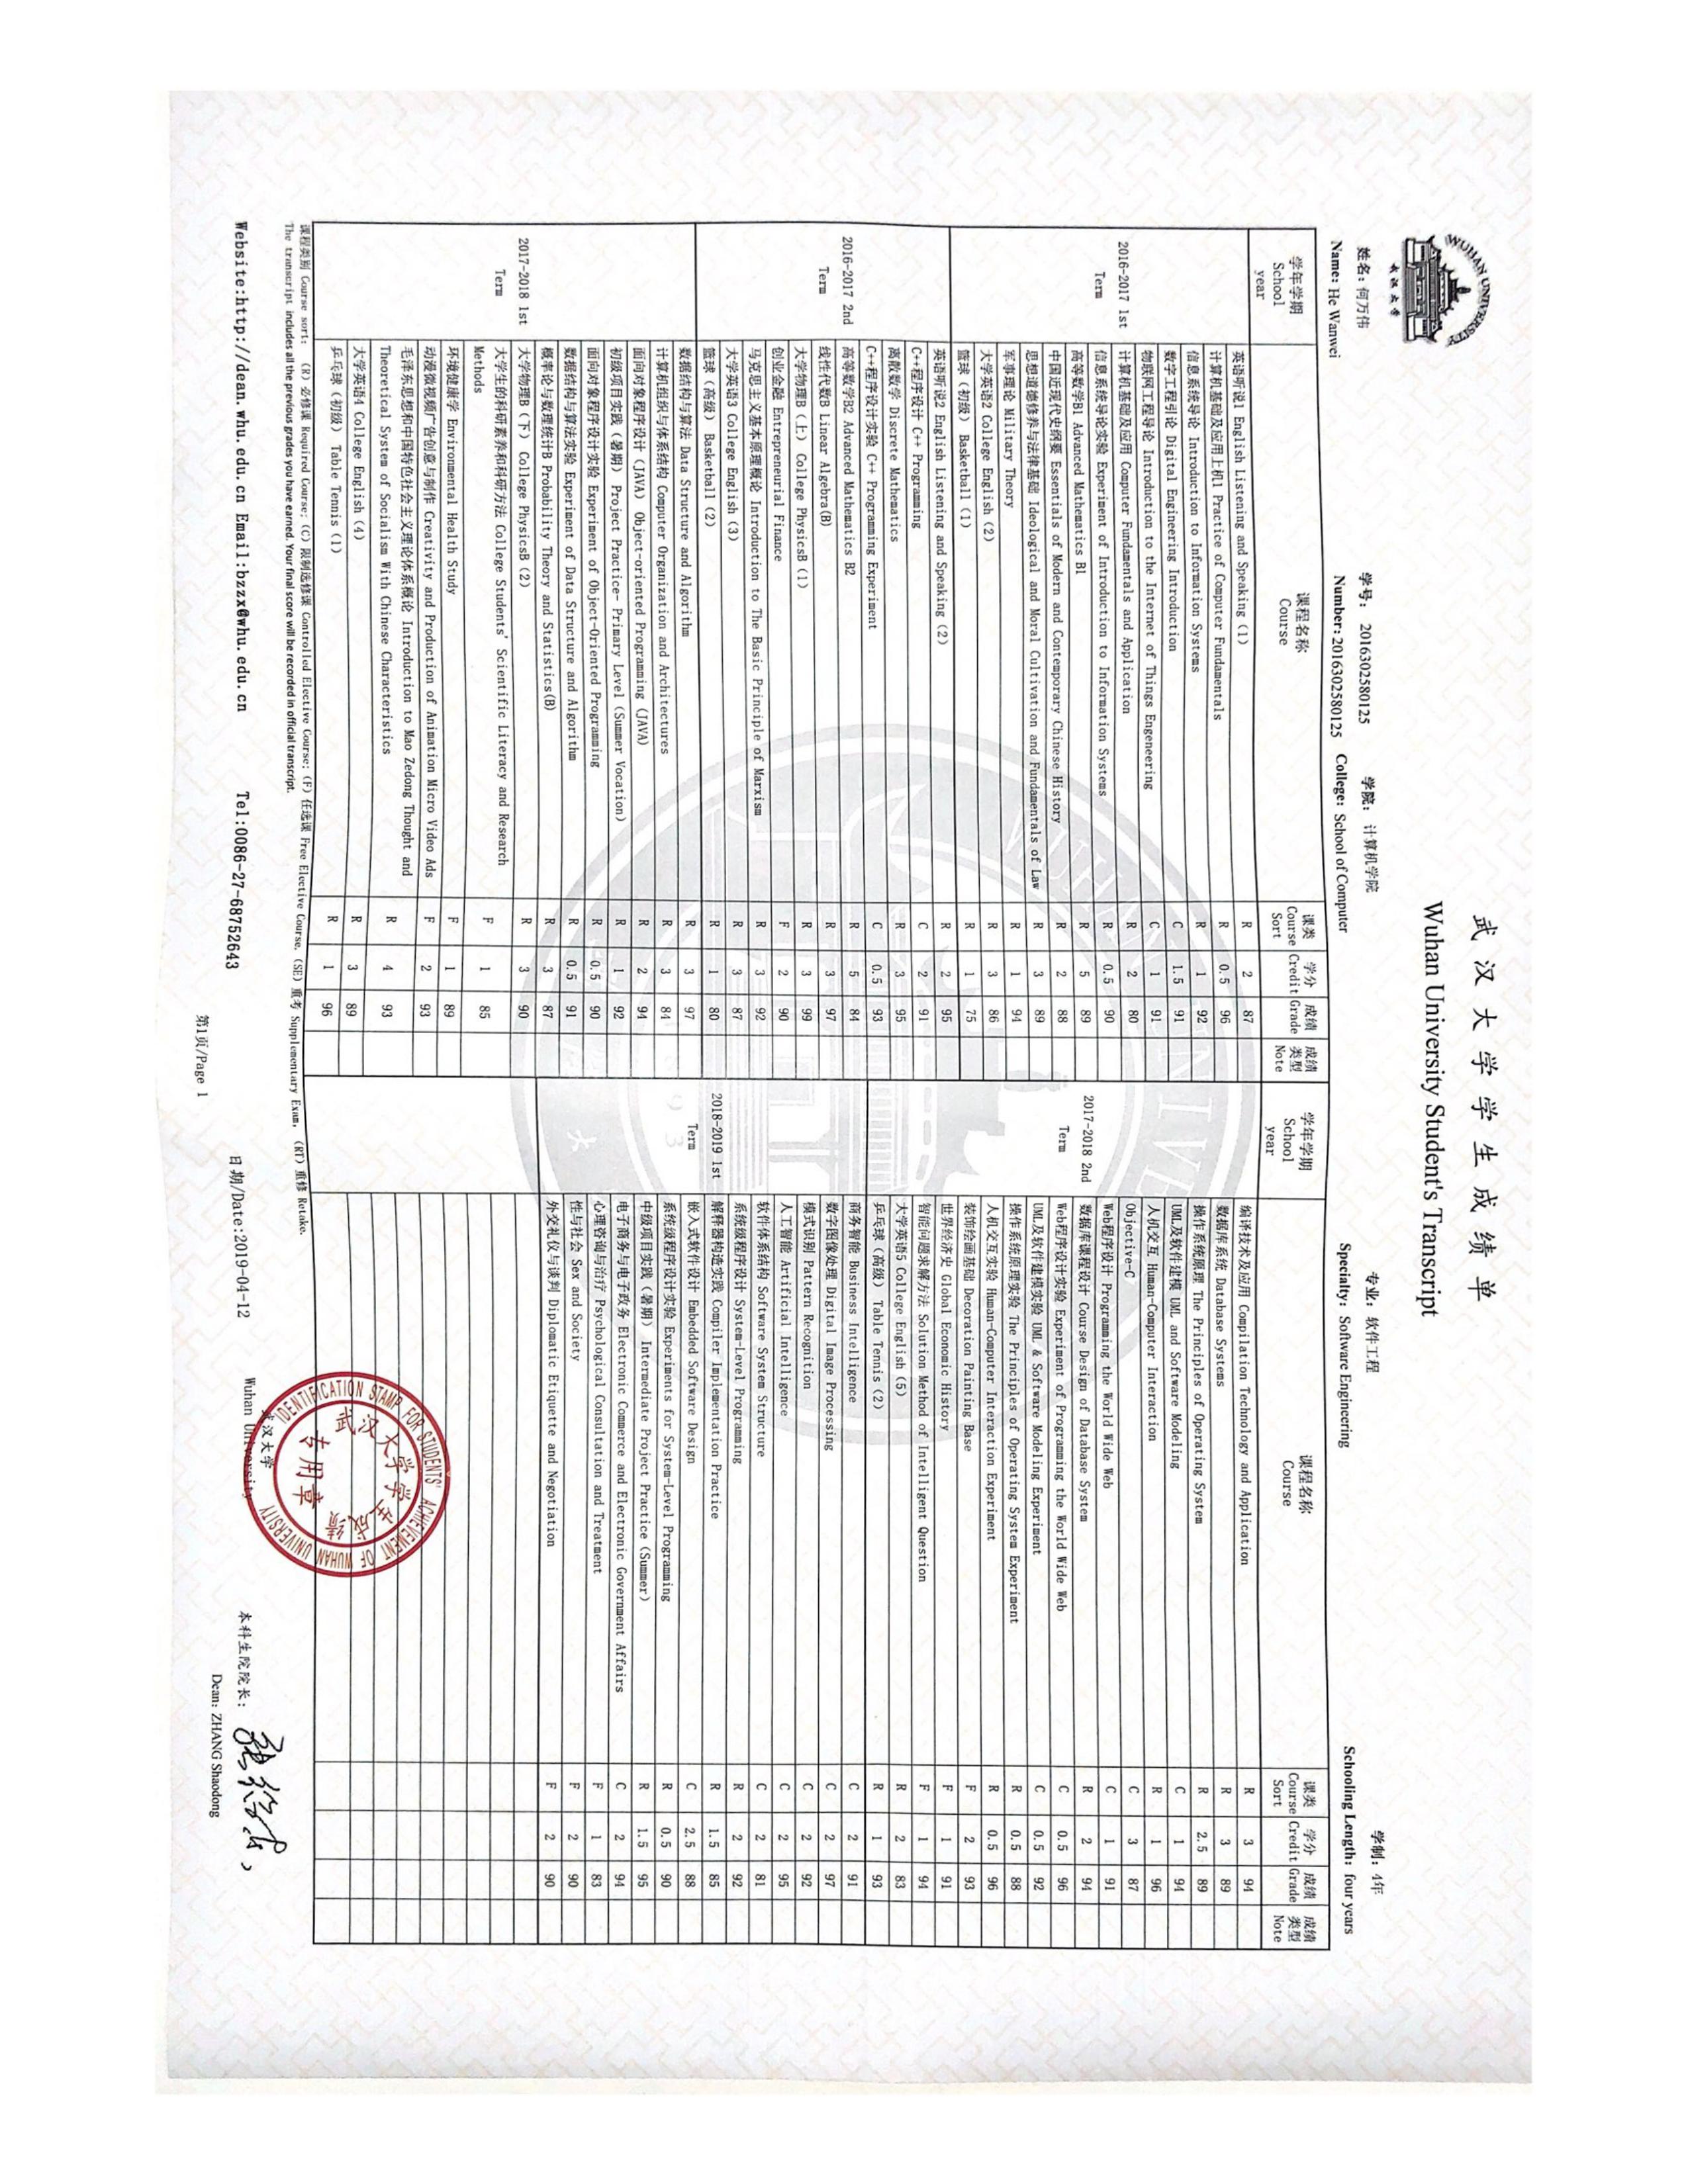 WUHAN UNIVERSITY
武汉大学
武汉大学学生成绩单
Wuhan University Student's Transcript
姓名：何万伟 学号： 2016302580125 学院： 计算机学院 专业： 软件工程 学制：4年
Name: He Wanwei Number: 2016302580125 College: School of Computer Specialty: Software Engineering Schooling Length: four years
学年学期 School year 课程名称 Course 课类 Course Sort 学分 Credit 成绩 Grade 成绩类型 Note
2016-2017 1st Term
英语听说1 English Listening and Speaking (1) R 2 87
计算机基础及应用上机1 Practice of Computer Fundamentals R 0.5 96
信息系统导论 Introduction to Information Systems R 1 92
数字工程引论 Digital Engineering Introduction C 1.5 91
物联网工程导论 Introduction to the Internet of Things Engeneering C 1 91
计算机基础及应用 Computer Fundamentals and Application R 2 80
信息系统导论实验 Experiment of Introduction to Information Systems R 0.5 90
高等数学B1 Advanced Mathematics B1 R 5 89
中国近现代史纲要 Essentials of Modern and Contemporary Chinese History R 2 88
思想道德修养与法律基础 Ideological and Moral Cultivation and Fundamentals of Law R 3 89
军事理论 Military Theory R 1 94
大学英语2 College English (2) R 3 86
篮球（初级） Basketball (1) R 1 75
2016-2017 2nd Term
英语听说2 English Listening and Speaking (2) R 2 95
C++程序设计 C++ Programming C 2 91
离散数学 Discrete Mathematics R 3 95
C++程序设计实验 C++ Programming Experiment C 0.5 93
高等数学B2 Advanced Mathematics B2 R 5 84
线性代数B Linear Algebra(B) R 3 97
大学物理B（上） College PhysicsB (1) R 3 99
创业金融 Entrepreneurial Finance F 2 90
马克思主义基本原理概论 Introduction to The Basic Principle of Marxism R 3 92
大学英语3 College English (3) R 3 87
篮球（高级） Basketball (2) R 1 80
2017-2018 1st Term
数据结构与算法 Data Structure and Algorithm R 3 97
计算机组织与体系结构 Computer Organization and Architectures R 3 84
面向对象程序设计（JAVA） Object-oriented Programming (JAVA) R 2 94
初级项目实践（暑期） Project Practice- Primary Level (Summer Vocation) R 1 92
面向对象程序设计实验 Experiment of Object-Oriented Programming R 0.5 90
数据结构与算法实验 Experiment of Data Structure and Algorithm R 0.5 91
概率论与数理统计B Probability Theory and Statistics(B) R 3 87
大学物理B（下） College PhysicsB (2) R 3 90
大学生的科研素养和科研方法 College Students' Scientific Literacy and Research
Methods F 1 85
环境健康学 Environmental Health Study F 1 89
动漫微视频广告创意与制作 Creativity and Production of Animation Micro Video Ads F 2 93
毛泽东思想和中国特色社会主义理论体系概论 Introduction to Mao Zedong Thought and
Theoretical System of Socialism With Chinese Characteristics R 4 93
大学英语4 College English (4) R 3 89
乒乓球（初级） Table Tennis (1) R 1 96
学年学期 School year 课程名称 Course 课类 Course Sort 学分 Credit 成绩 Grade 成绩类型 Note
2017-2018 2nd Term
编译技术及应用 Compilation Technology and Application R 3 94
数据库系统 Database Systems R 3 89
操作系统原理 The Principles of Operating System R 2.5 89
UML及软件建模 UML and Software Modeling C 1 94
人机交互 Human-Computer Interaction R 1 96
Objective-C C 3 87
Web程序设计 Programming the World Wide Web C 1 91
数据库课程设计 Course Design of Database System R 2 94
Web程序设计实验 Experiment of Programming the World Wide Web C 0.5 96
UML及软件建模实验 UML & Software Modeling Experiment C 0.5 92
操作系统原理实验 The Principles of Operating System Experiment R 0.5 88
人机交互实验 Human-Computer Interaction Experiment R 0.5 96
装饰绘画基础 Decoration Painting Base F 2 93
世界经济史 Global Economic History F 1 91
智能问题求解方法 Solution Method of Intelligent Question F 1 94
大学英语5 College English (5) R 2 83
乒乓球（高级） Table Tennis (2) R 1 93
2018-2019 1st Term
商务智能 Business Intelligence C 2 91
数字图像处理 Digital Image Processing C 2 97
模式识别 Pattern Recognition C 2 92
人工智能 Artificial Intelligence C 2 95
软件体系结构 Software System Structure C 2 81
系统级程序设计 System-Level Programming R 2 92
解释器构造实践 Compiler Implementation Practice R 1.5 85
嵌入式软件设计 Embedded Software Design C 2.5 88
系统级程序设计实验 Experiments for System-Level Programming R 0.5 90
中级项目实践（暑期） Intermediate Project Practice (Summer) R 1.5 95
电子商务与电子政务 Electronic Commerce and Electronic Government Affairs C 2 94
心理咨询与治疗 Psychological Consultation and Treatment F 1 83
性与社会 Sex and Society F 2 90
外交礼仪与谈判 Diplomatic Etiquette and Negotiation F 2 90
课程类别 Course sort: (R) 必修课 Required Course; (C) 限制选修课 Controlled Elective Course; (F) 任选课 Free Elective Course, (SE) 重考 Supplementary Exam, (RT) 重修 Retake.
The transcript includes all the previous grades you have earned. Your final score will be recorded in official transcript.
IDENTIFICATION STAMP FOR STUDENTS' ACHIEVEMENT OF WUHAN UNIVERSITY
武汉大学学生成绩
专用章
武汉大学
Wuhan University
Website:http://dean.whu.edu.cn Email:bzzx@whu.edu.cn Tel:0086-27-68752643 日期/Date:2019-04-12 本科生院院长： 张绍东
Dean: ZHANG Shaodong
第1页/Page 1